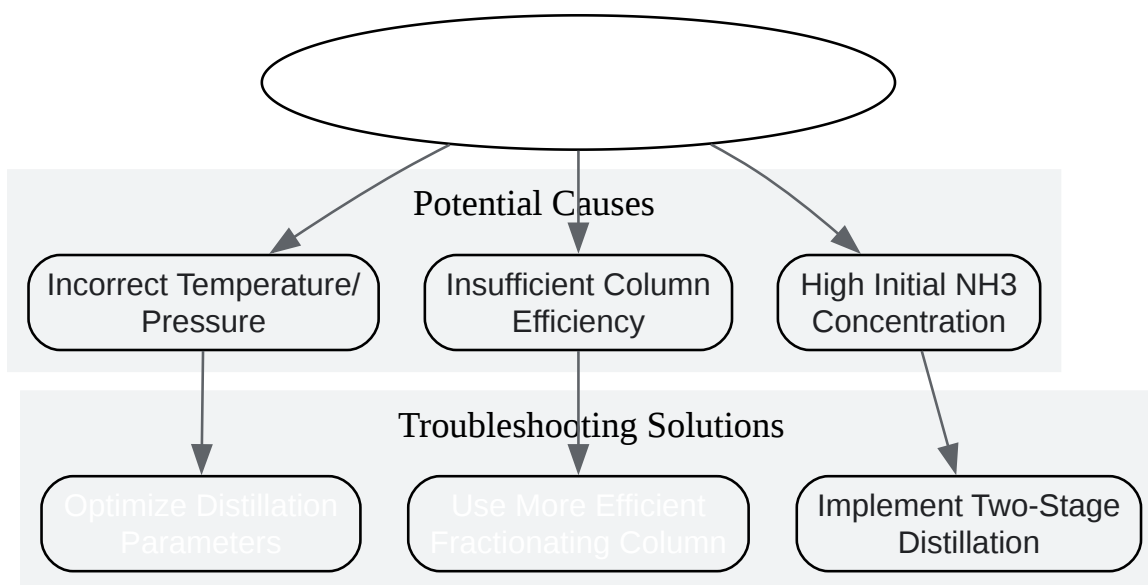 Potential Causes
Incorrect Temperature/
Pressure
Insufficient Column
Efficiency
High Initial NH3
Concentration
Troubleshooting Solutions
Optimize Distillation
Parameters
Use More Efficient
Fractionating Column
Implement Two-Stage
Distillation